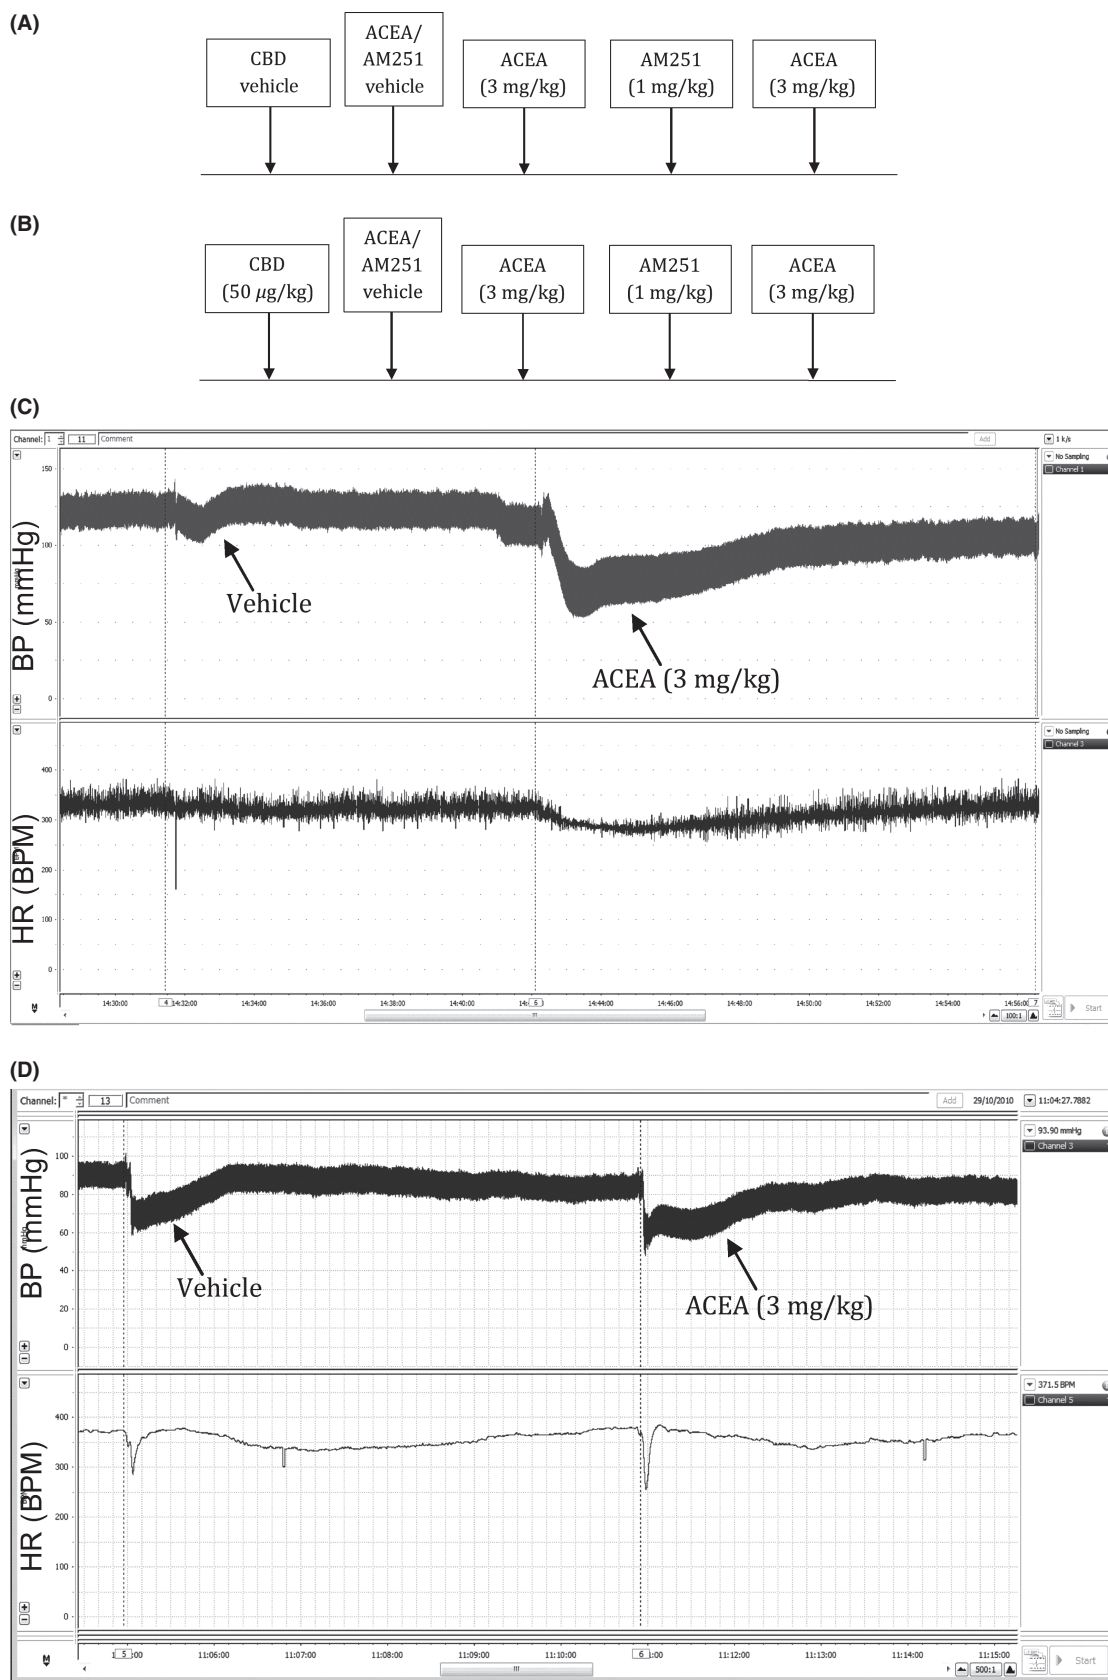 (A)
CBD
vehicle
ACEA/
AM251
vehicle
ACEA
(3 mg/kg)
AM251
(1 mg/kg)
ACEA
(3 mg/kg)
(B)
CBD
(50 µg/kg)
ACEA/
AM251
vehicle
ACEA
(3 mg/kg)
AM251
(1 mg/kg)
ACEA
(3 mg/kg)
(C)
Channel: 1 11 Comment Add 1 k/s
No Sampling
Channel 1
BP (mmHg)
150
100
50
0
Vehicle
ACEA (3 mg/kg)
No Sampling
Channel 3
HR (BPM)
400
300
200
100
0
14:30:00 4 14:32:00 14:34:00 14:36:00 14:38:00 14:40:00 5 14:44:00 14:46:00 14:48:00 14:50:00 14:52:00 14:54:00 14:56:00 7
100:1
Start
(D)
Channel: * 13 Comment Add 29/10/2010 11:04:27.7882
93.90 mmHg
Channel 3
BP (mmHg)
100
80
60
40
20
0
Vehicle
ACEA (3 mg/kg)
371.5 BPM
Channel 5
HR (BPM)
400
300
200
100
0
5 11:06:00 11:07:00 11:08:00 11:09:00 11:10:00 6 11:12:00 11:13:00 11:14:00 11:15:00
500:1
Start